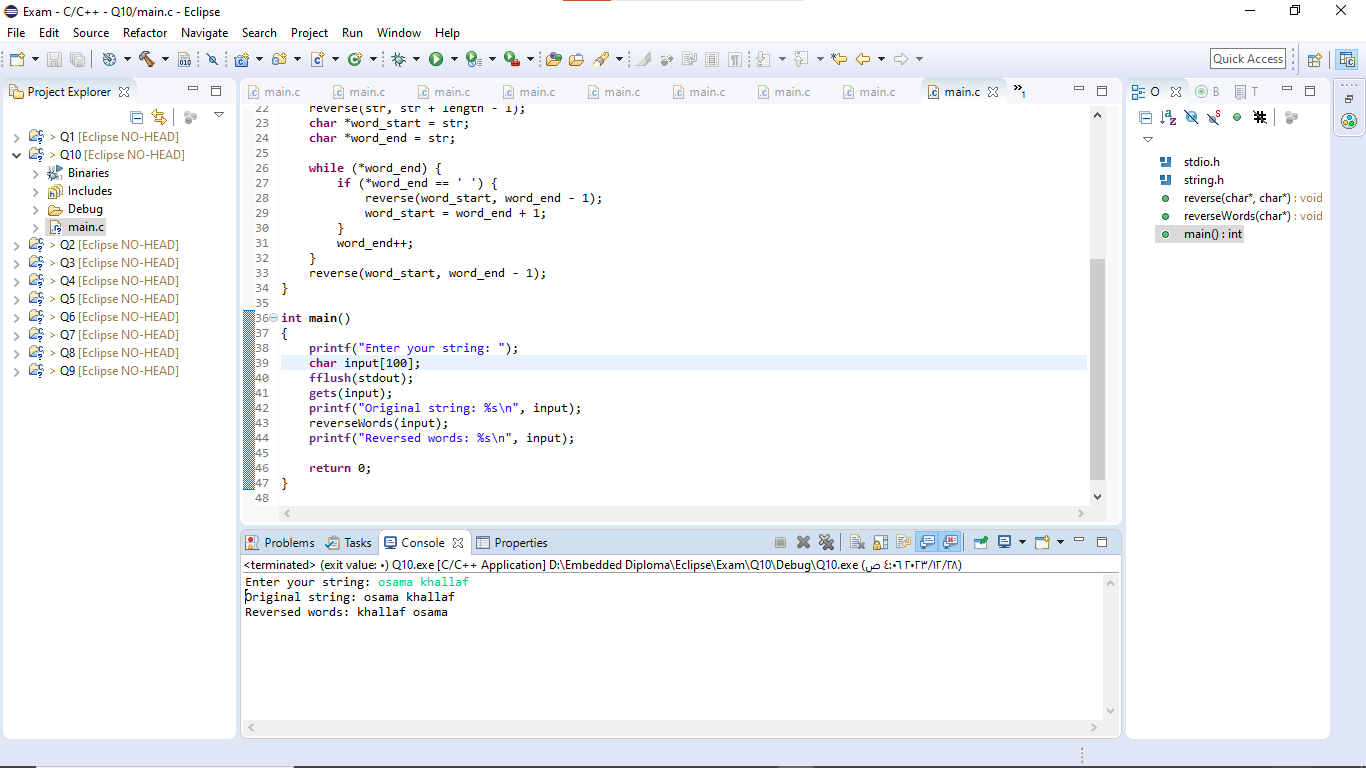 Exam - C/C++ - Q10/main.c - Eclipse
File Edit Source Refactor Navigate Search Project Run Window Help
Quick Access
Project Explorer
> Q1 [Eclipse NO-HEAD]
> Q10 [Eclipse NO-HEAD]
Binaries
Includes
Debug
main.c
> Q2 [Eclipse NO-HEAD]
> Q3 [Eclipse NO-HEAD]
> Q4 [Eclipse NO-HEAD]
> Q5 [Eclipse NO-HEAD]
> Q6 [Eclipse NO-HEAD]
> Q7 [Eclipse NO-HEAD]
> Q8 [Eclipse NO-HEAD]
> Q9 [Eclipse NO-HEAD]
main.c main.c main.c main.c main.c main.c main.c main.c main.c »1
22 reverse(str, str + length - 1);
23 char *word_start = str;
24 char *word_end = str;
25
26 while (*word_end) {
27 if (*word_end == ' ') {
28 reverse(word_start, word_end - 1);
29 word_start = word_end + 1;
30 }
31 word_end++;
32 }
33 reverse(word_start, word_end - 1);
34 }
35
36 int main()
37 {
38 printf("Enter your string: ");
39 char input[100];
40 fflush(stdout);
41 gets(input);
42 printf("Original string: %s\n", input);
43 reverseWords(input);
44 printf("Reversed words: %s\n", input);
45
46 return 0;
47 }
48
O B T
stdio.h
string.h
reverse(char*, char*) : void
reverseWords(char*) : void
main() : int
Problems Tasks Console Properties
<terminated> (exit value: ٠) Q10.exe [C/C++ Application] D:\Embedded Diploma\Eclipse\Exam\Q10\Debug\Q10.exe (٢٠٢٣/١٢/٢٨ ٤:٠٦ ص)
Enter your string: osama khallaf
Original string: osama khallaf
Reversed words: khallaf osama